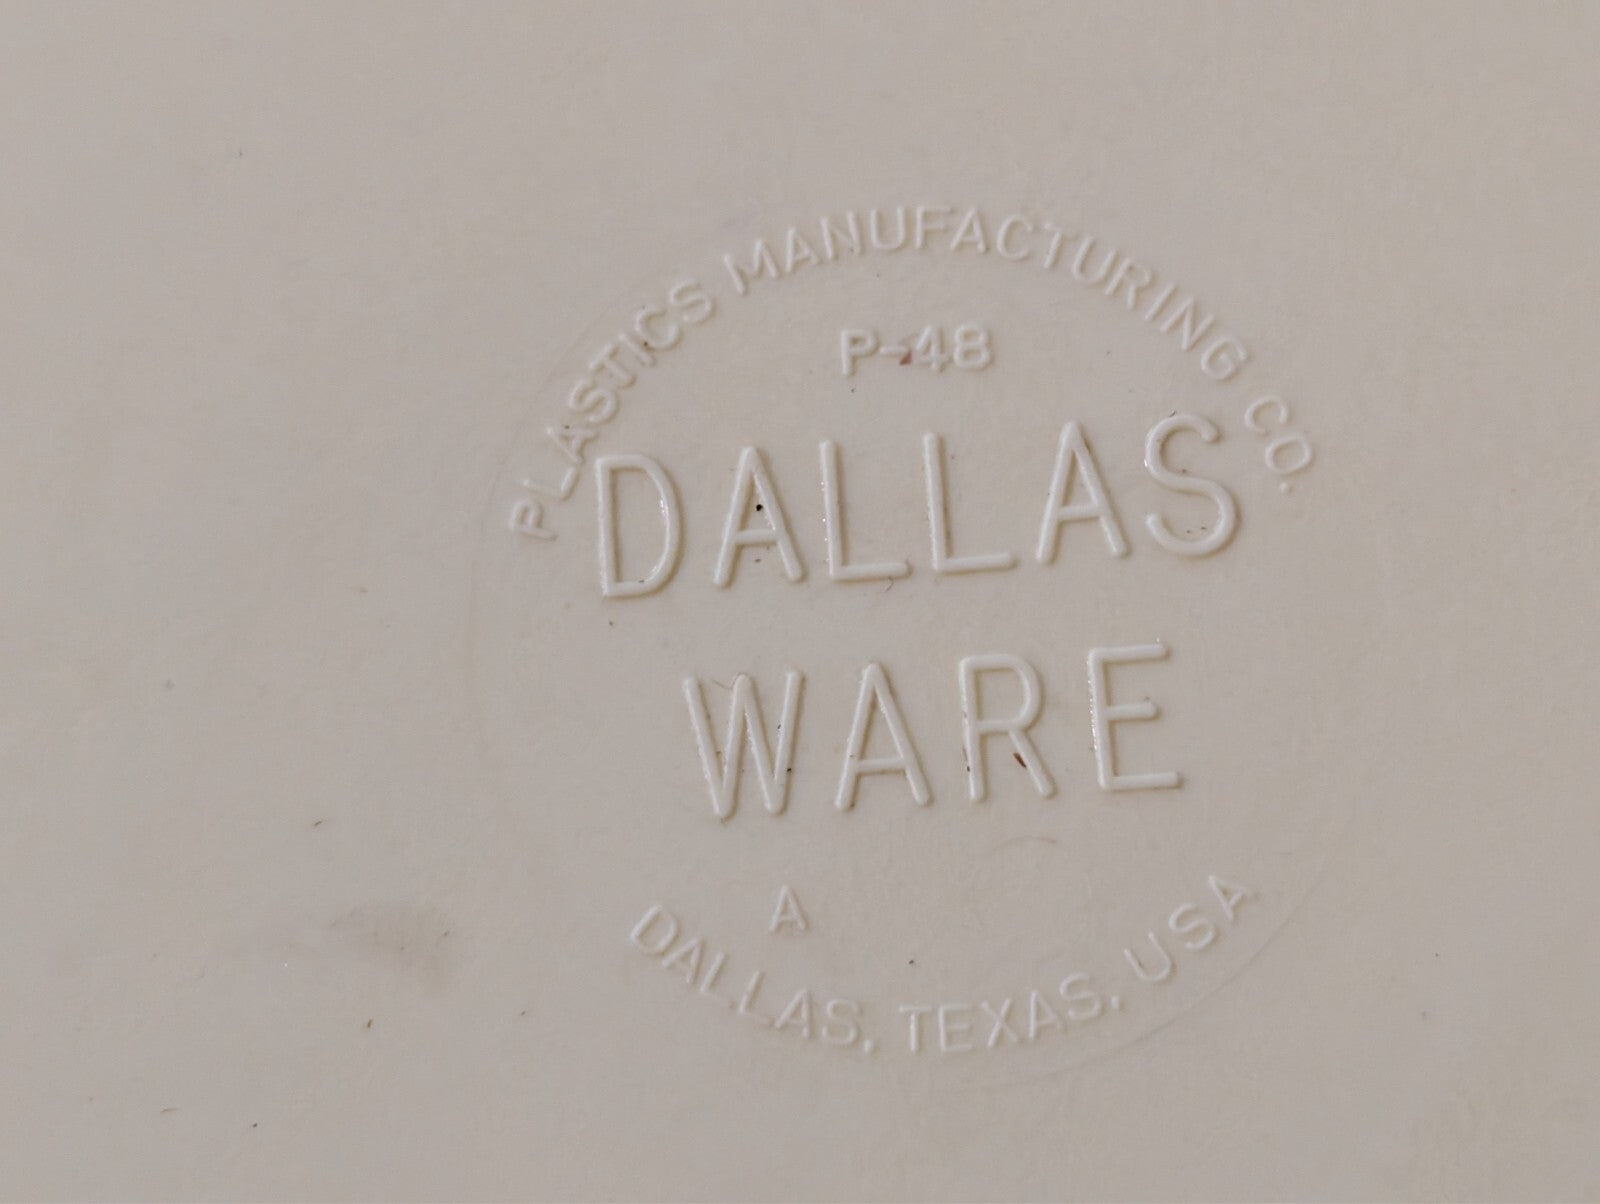 PLASTICS MANUFACTURING CO.
P-48
DALLAS
WARE
A
DALLAS, TEXAS, USA